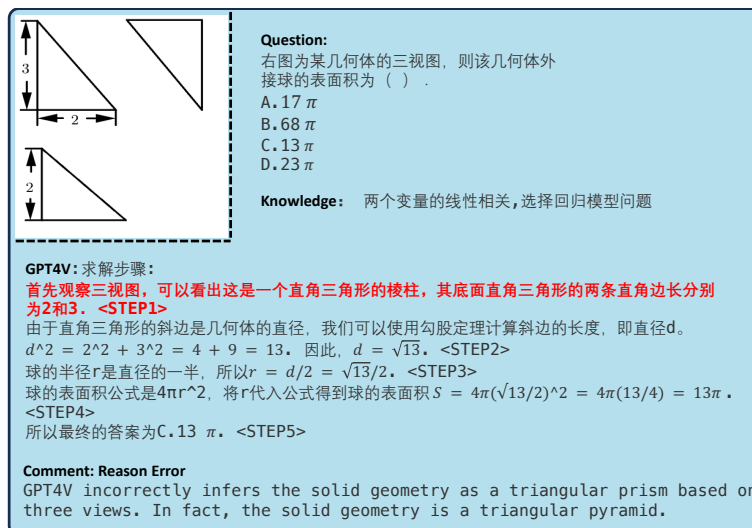 3
2
2
Question:
右图为某几何体的三视图, 则该几何体外
接球的表面积为 ( ) .
A.17 π
B.68 π
C.13 π
D.23 π
Knowledge: 两个变量的线性相关,选择回归模型问题
GPT4V:求解步骤:
首先观察三视图，可以看出这是一个直角三角形的棱柱，其底面直角三角形的两条直角边长分别
为2和3. <STEP1>
由于直角三角形的斜边是几何体的直径，我们可以使用勾股定理计算斜边的长度，即直径d。
d^2 = 2^2 + 3^2 = 4 + 9 = 13. 因此, d = √13. <STEP2>
球的半径r是直径的一半，所以r = d/2 = √13/2. <STEP3>
球的表面积公式是4πr^2，将r代入公式得到球的表面积 S = 4π(√13/2)^2 = 4π(13/4) = 13π .
<STEP4>
所以最终的答案为C.13 π. <STEP5>
Comment: Reason Error
GPT4V incorrectly infers the solid geometry as a triangular prism based on
three views. In fact, the solid geometry is a triangular pyramid.